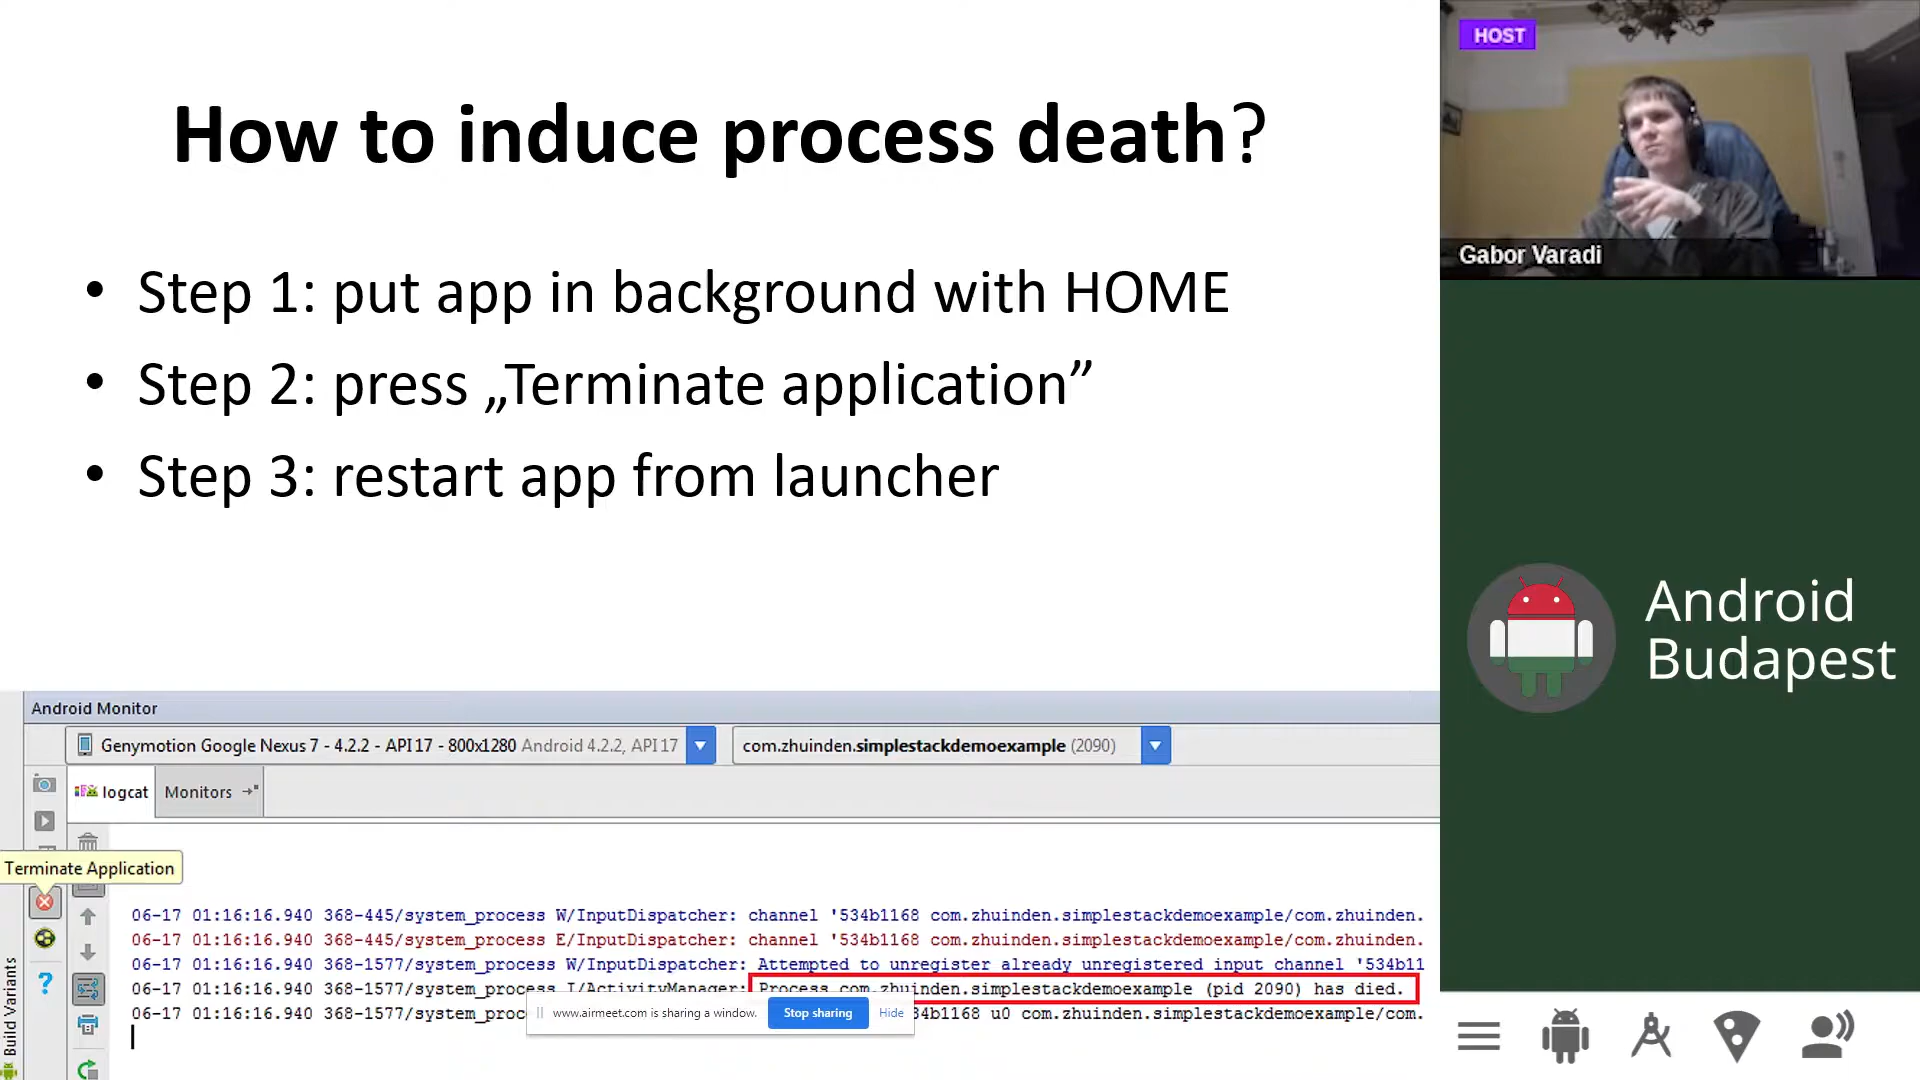 How to induce process death?
• Step 1: put app in background with HOME
• Step 2: press „Terminate application”
• Step 3: restart app from launcher
HOST
Gabor Varadi
Android
Budapest
Android Monitor
Genymotion Google Nexus 7 - 4.2.2 - API 17 - 800x1280 Android 4.2.2, API 17
com.zhuinden.simplestackdemoexample (2090)
logcat
Monitors
Terminate Application
Build Variants
06-17 01:16:16.940 368-445/system_process W/InputDispatcher: channel '534b1168 com.zhuinden.simplestackdemoexample/com.zhuinden.
06-17 01:16:16.940 368-445/system_process E/InputDispatcher: channel '534b1168 com.zhuinden.simplestackdemoexample/com.zhuinden.
06-17 01:16:16.940 368-1577/system_process W/InputDispatcher: Attempted to unregister already unregistered input channel '534b11
06-17 01:16:16.940 368-1577/system_process I/ActivityManager: Process com.zhuinden.simplestackdemoexample (pid 2090) has died.
06-17 01:16:16.940 368-1577/system_proc 34b1168 u0 com.zhuinden.simplestackdemoexample/com.
www.airmeet.com is sharing a window.
Stop sharing
Hide